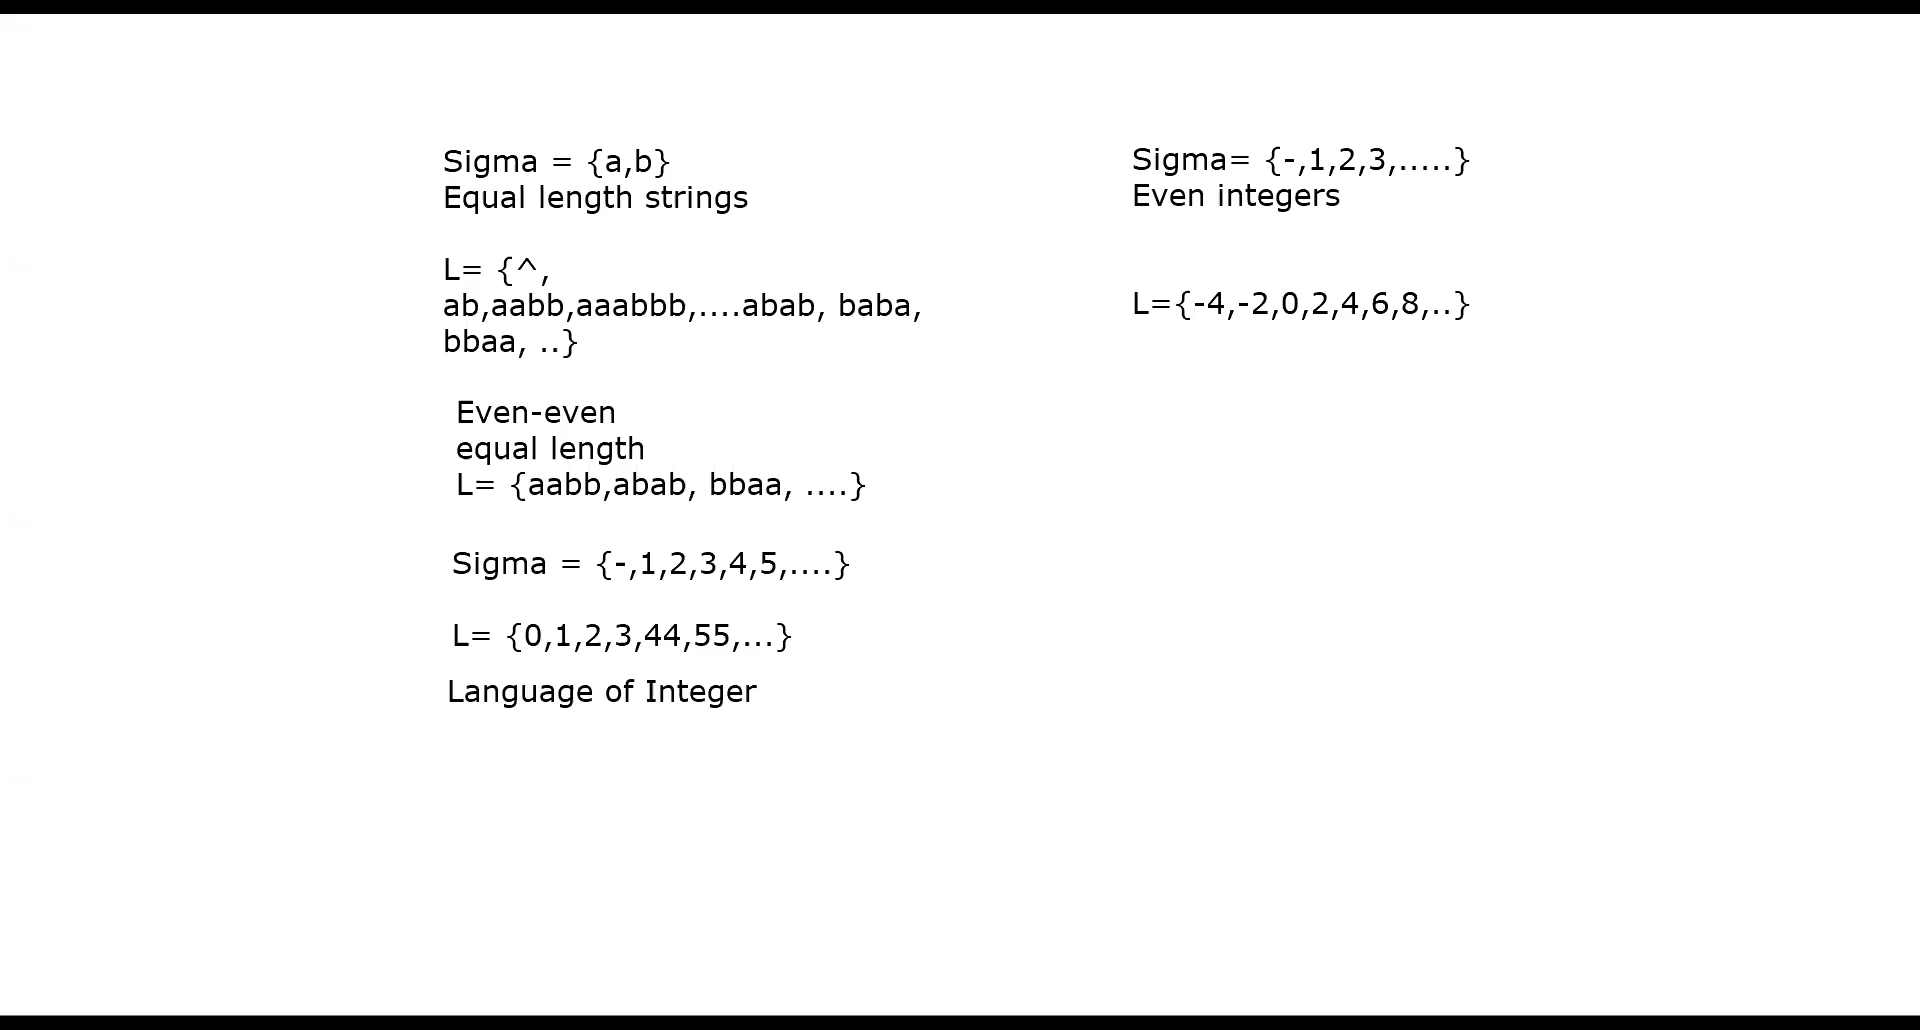 Sigma = {a,b}
Equal length strings
L= {^,
ab,aabb,aaabbb,....abab, baba,
bbaa, ..}
Even-even
equal length
L= {aabb,abab, bbaa, ....}
Sigma = {-,1,2,3,4,5,....}
L= {0,1,2,3,44,55,...}
Language of Integer
Sigma= {-,1,2,3,.....}
Even integers
L={-4,-2,0,2,4,6,8,..}